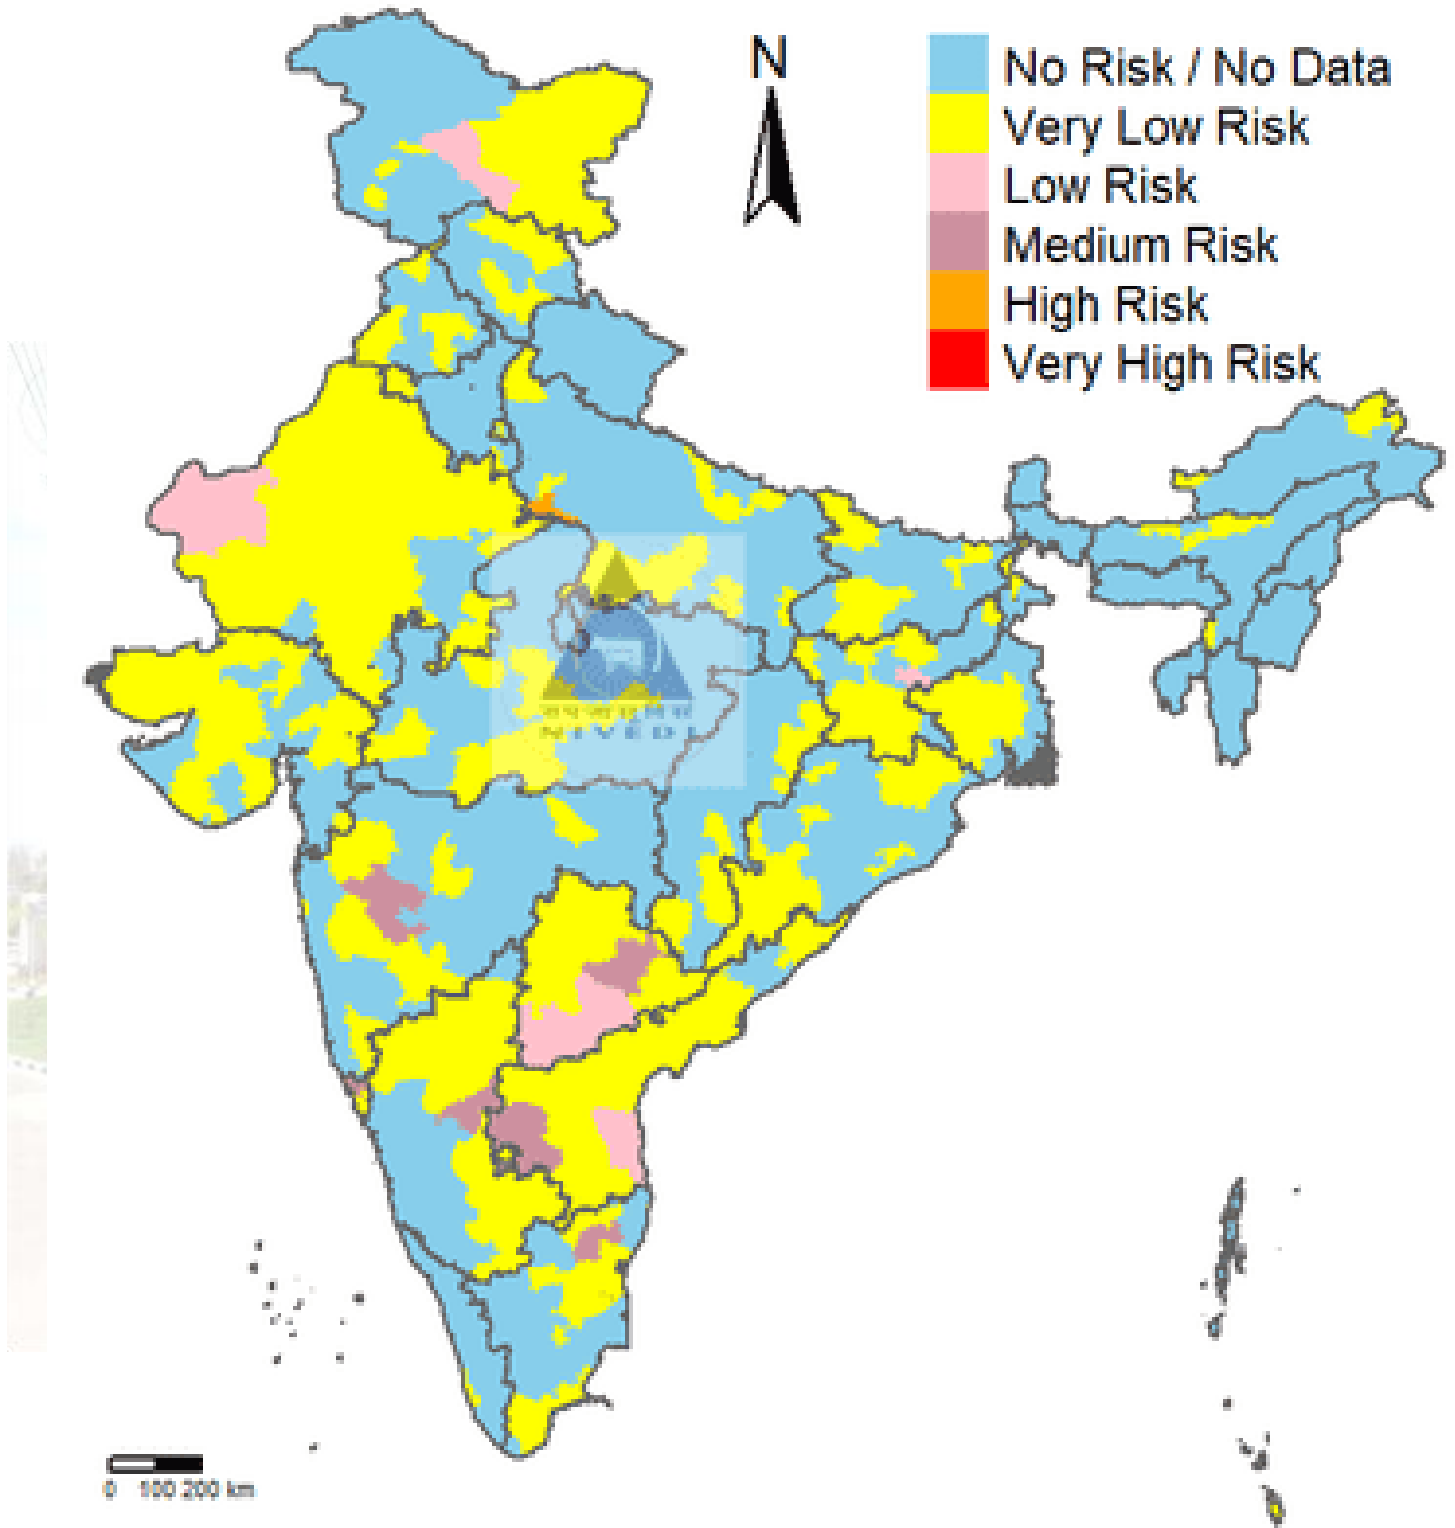 N
No Risk / No Data
Very Low Risk
Low Risk
Medium Risk
High Risk
Very High Risk
NIVEDI
0 100 200 km